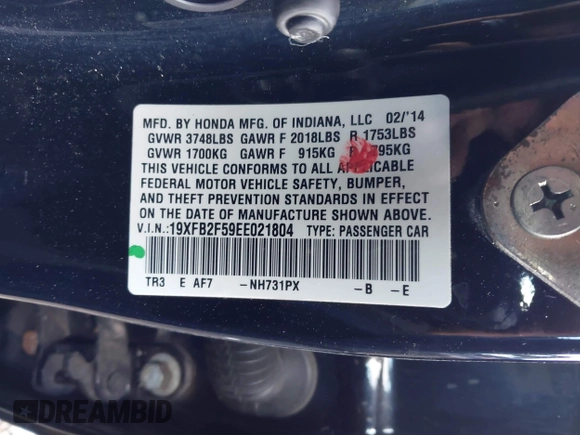 MFD. BY HONDA MFG. OF INDIANA, LLC 02/'14
GVWR 3748LBS GAWR F 2018LBS R 1753LBS
GVWR 1700KG GAWR F 915KG 95KG
THIS VEHICLE CONFORMS TO ALL APPLICABLE
FEDERAL MOTOR VEHICLE SAFETY, BUMPER,
AND THEFT PREVENTION STANDARDS IN EFFECT
ON THE DATE OF MANUFACTURE SHOWN ABOVE.
V.I.N.:19XFB2F59EE021804 TYPE: PASSENGER CAR
TR3 E AF7 -NH731PX -B -E
DREAMBID